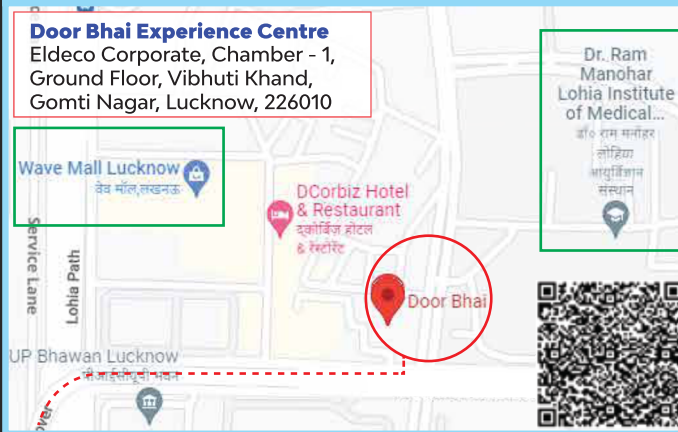 Door Bhai Experience Centre
Eldeco Corporate, Chamber - 1,
Ground Floor, Vibhuti Khand,
Gomti Nagar, Lucknow, 226010
Dr. Ram
Manohar
Lohia Institute
of Medical...
डॉ० राम मनोहर
लोहिया
आयुर्विज्ञान
संस्थान
Wave Mall Lucknow
वेव मॉल,लखनऊ
DCorbiz Hotel
& Restaurant
द्कोर्बिज़ होटल
& रेस्टोरेंट
Service Lane
Lohia Path
Door Bhai
UP Bhawan Lucknow